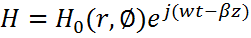 H = H₀(r,∅)e^{j(wt−βz)}